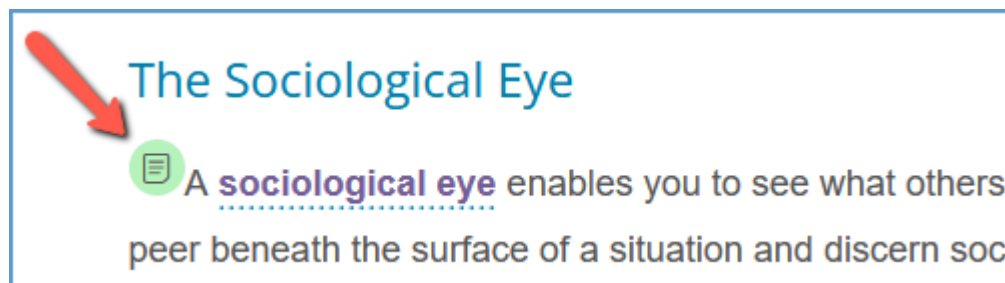 The Sociological Eye
A sociological eye enables you to see what others
peer beneath the surface of a situation and discern soc